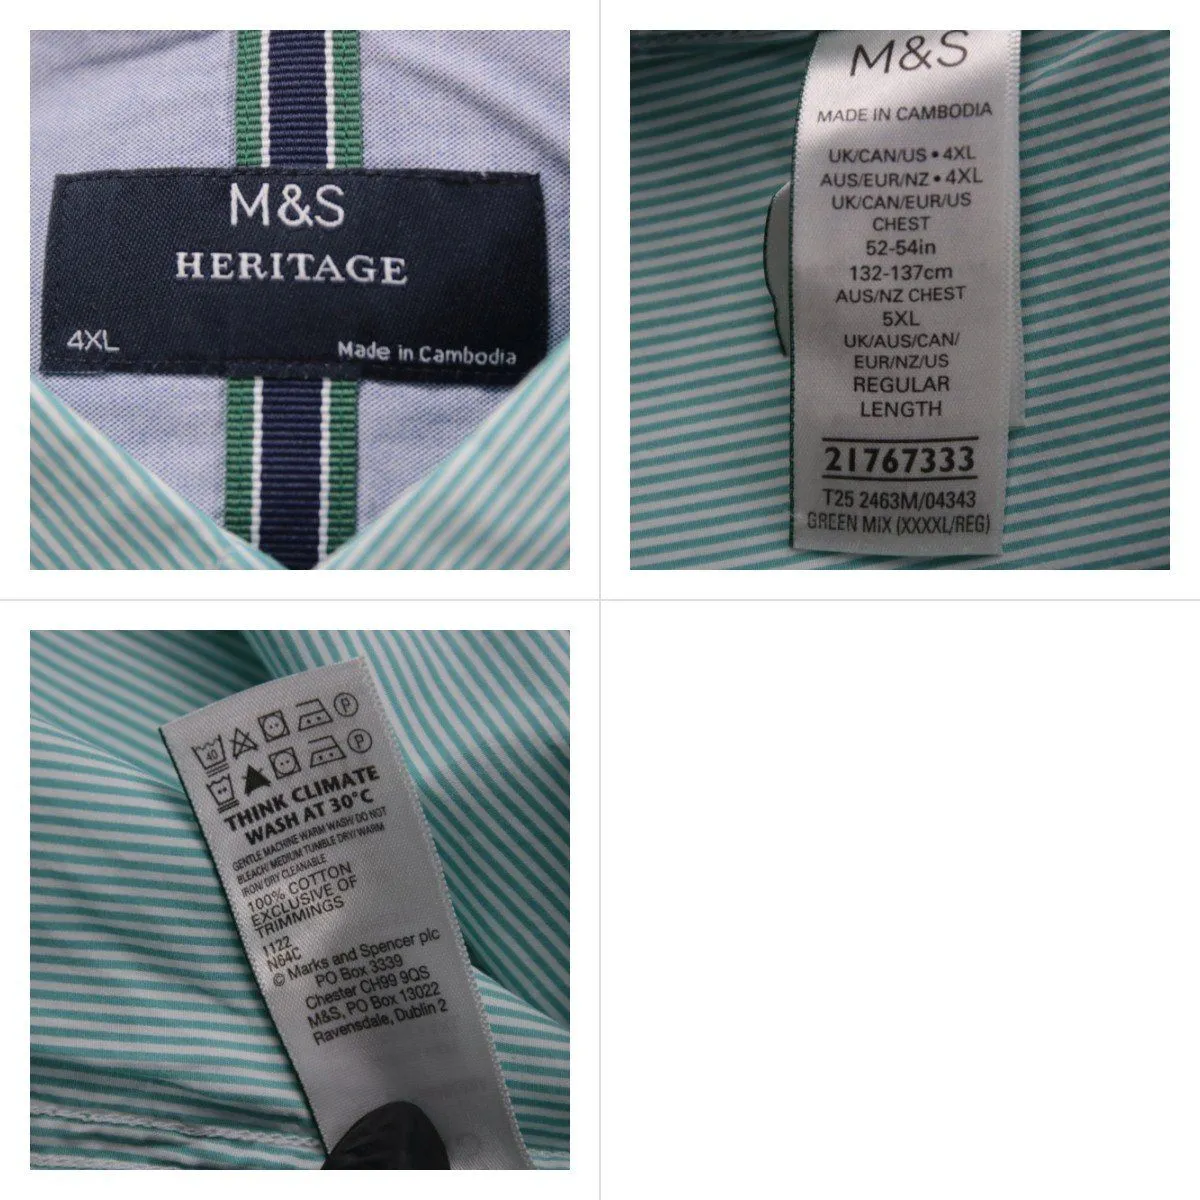 M&S
HERITAGE
4XL
Made in Cambodia
M&S
MADE IN CAMBODIA
UK/CAN/US • 4XL
AUS/EUR/NZ • 4XL
UK/CAN/EUR/US
CHEST
52-54in
132-137cm
AUS/NZ CHEST
5XL
UK/AUS/CAN/
EUR/NZ/US
REGULAR
LENGTH
21767333
T25 2463M/04343
GREEN MIX (XXXXL/REG)
40
P
P
THINK CLIMATE
WASH AT 30°C
GENTLE MACHINE WARM WASH/ DO NOT
BLEACH/ MEDIUM TUMBLE DRY/ WARM
IRON/ DRY CLEANABLE
100% COTTON
EXCLUSIVE OF
TRIMMINGS
1122
N64C
© Marks and Spencer plc
PO Box 3339
Chester CH99 9QS
M&S, PO Box 13022
Ravensdale, Dublin 2